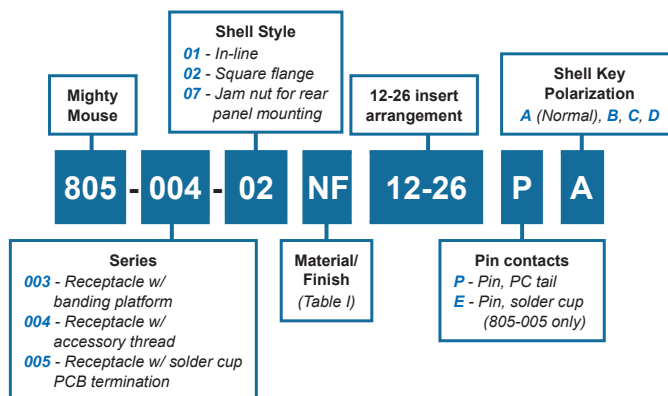 Shell Style
01 - In-line
02 - Square flange
07 - Jam nut for rear
panel mounting
Mighty
Mouse
12-26 insert
arrangement
Shell Key
Polarization
A (Normal), B, C, D
805 - 004 - 02 NF 12-26 P A
Series
003 - Receptacle w/
banding platform
004 - Receptacle w/
accessory thread
005 - Receptacle w/ solder cup
PCB termination
Material/
Finish
(Table I)
Pin contacts
P - Pin, PC tail
E - Pin, solder cup
(805-005 only)